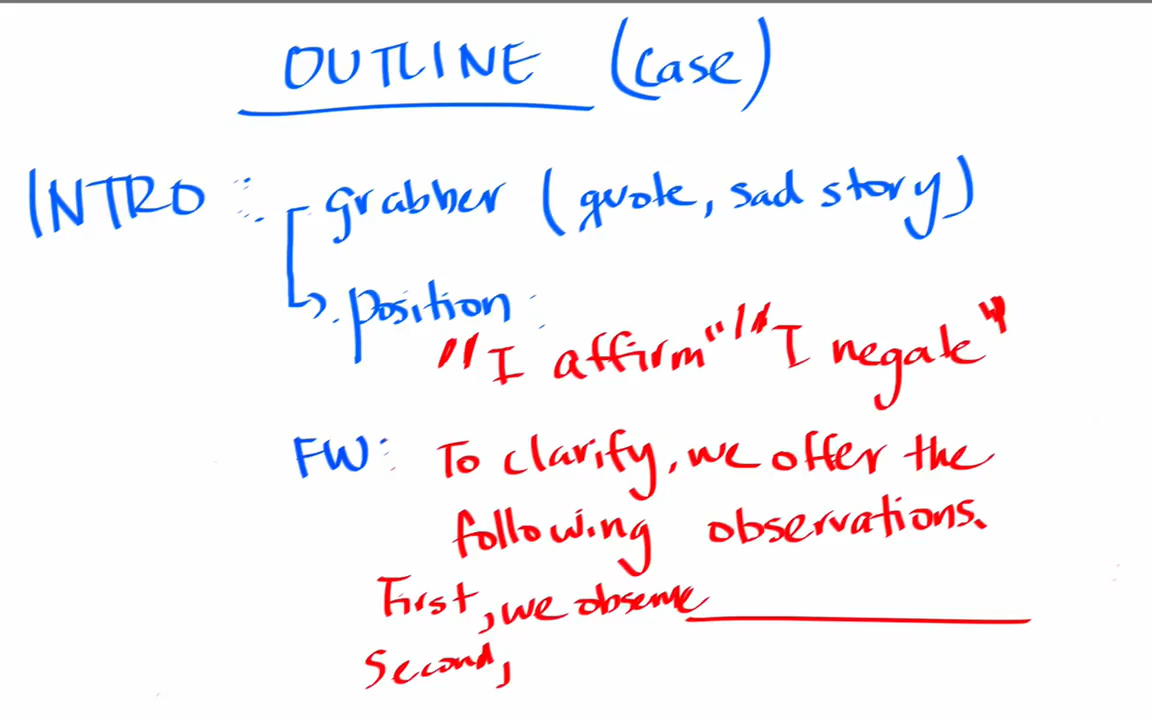 OUTLINE (case)
INTRO: grabber (quote, sad story)
position:
"I affirm"/"I negate"
FW: To clarify, we offer the
following observations.
First, we observe
Second,